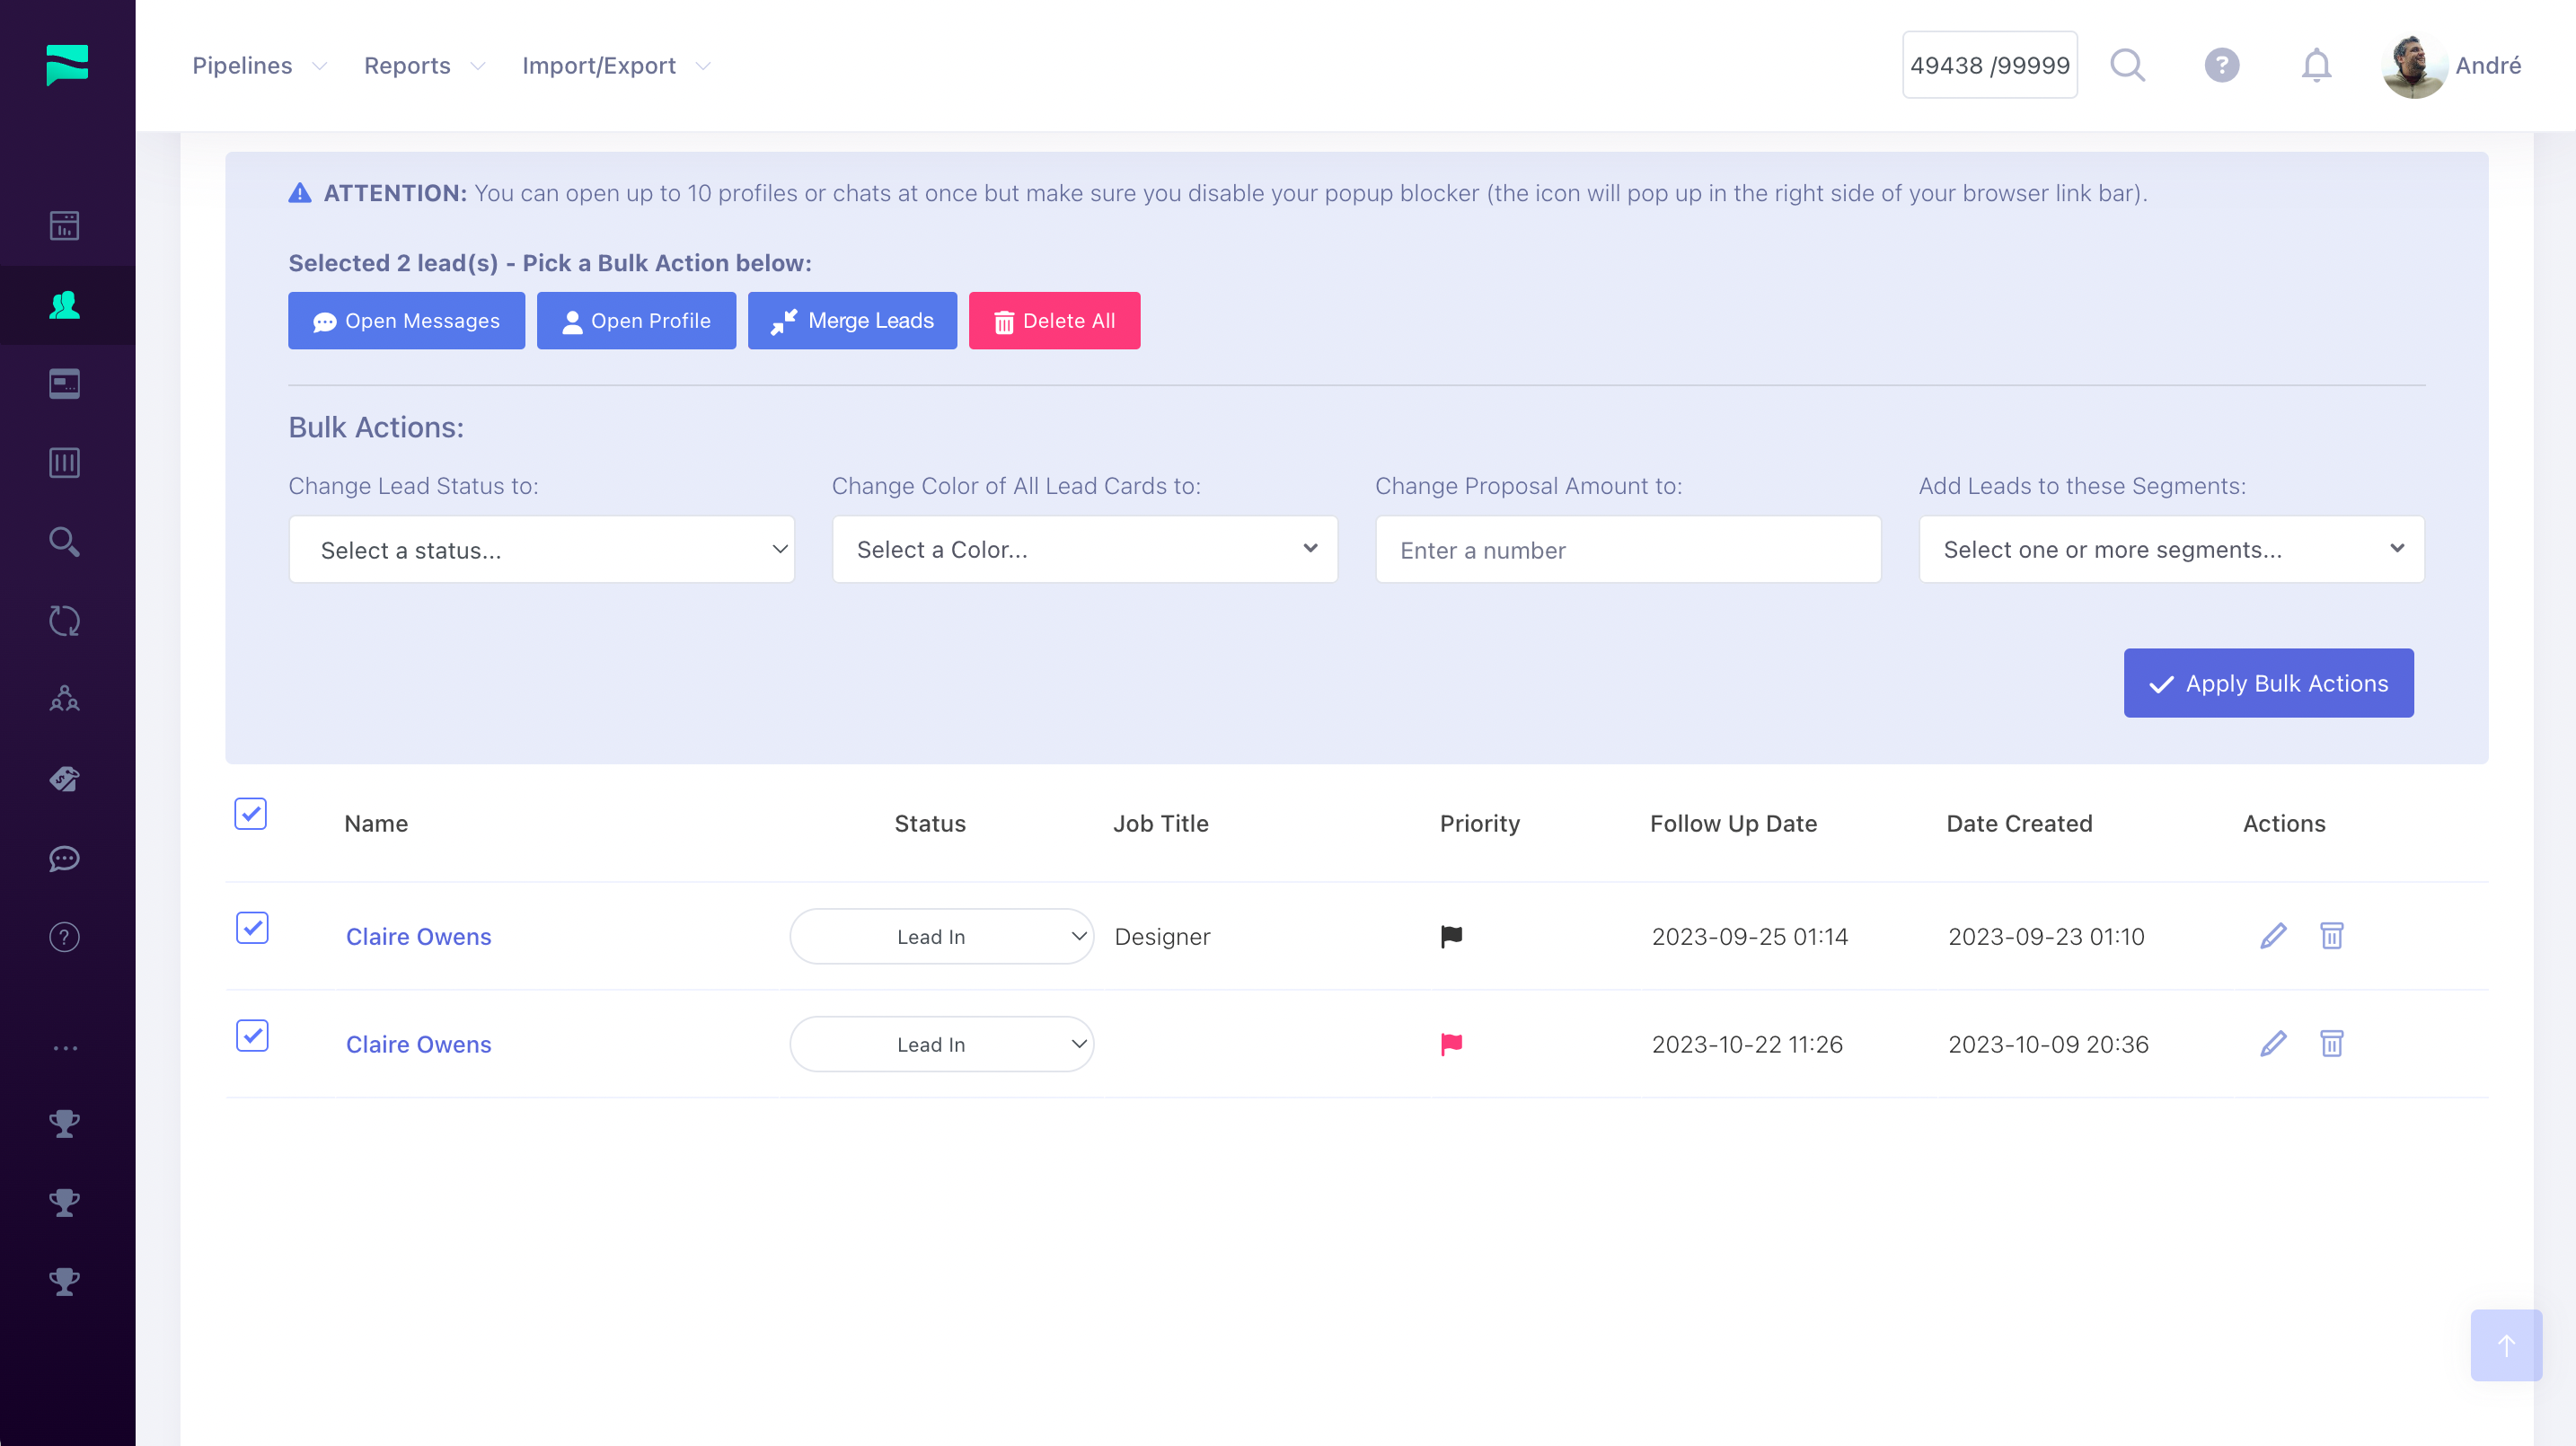 Pipelines Reports Import/Export 49438 /99999 ? André
ATTENTION: You can open up to 10 profiles or chats at once but make sure you disable your popup blocker (the icon will pop up in the right side of your browser link bar).
Selected 2 lead(s) - Pick a Bulk Action below:
Open Messages Open Profile Merge Leads Delete All
Bulk Actions:
Change Lead Status to: Change Color of All Lead Cards to: Change Proposal Amount to: Add Leads to these Segments:
Select a status... Select a Color... Enter a number Select one or more segments...
Apply Bulk Actions
Name Status Job Title Priority Follow Up Date Date Created Actions
Claire Owens Lead In Designer 2023-09-25 01:14 2023-09-23 01:10
Claire Owens Lead In 2023-10-22 11:26 2023-10-09 20:36